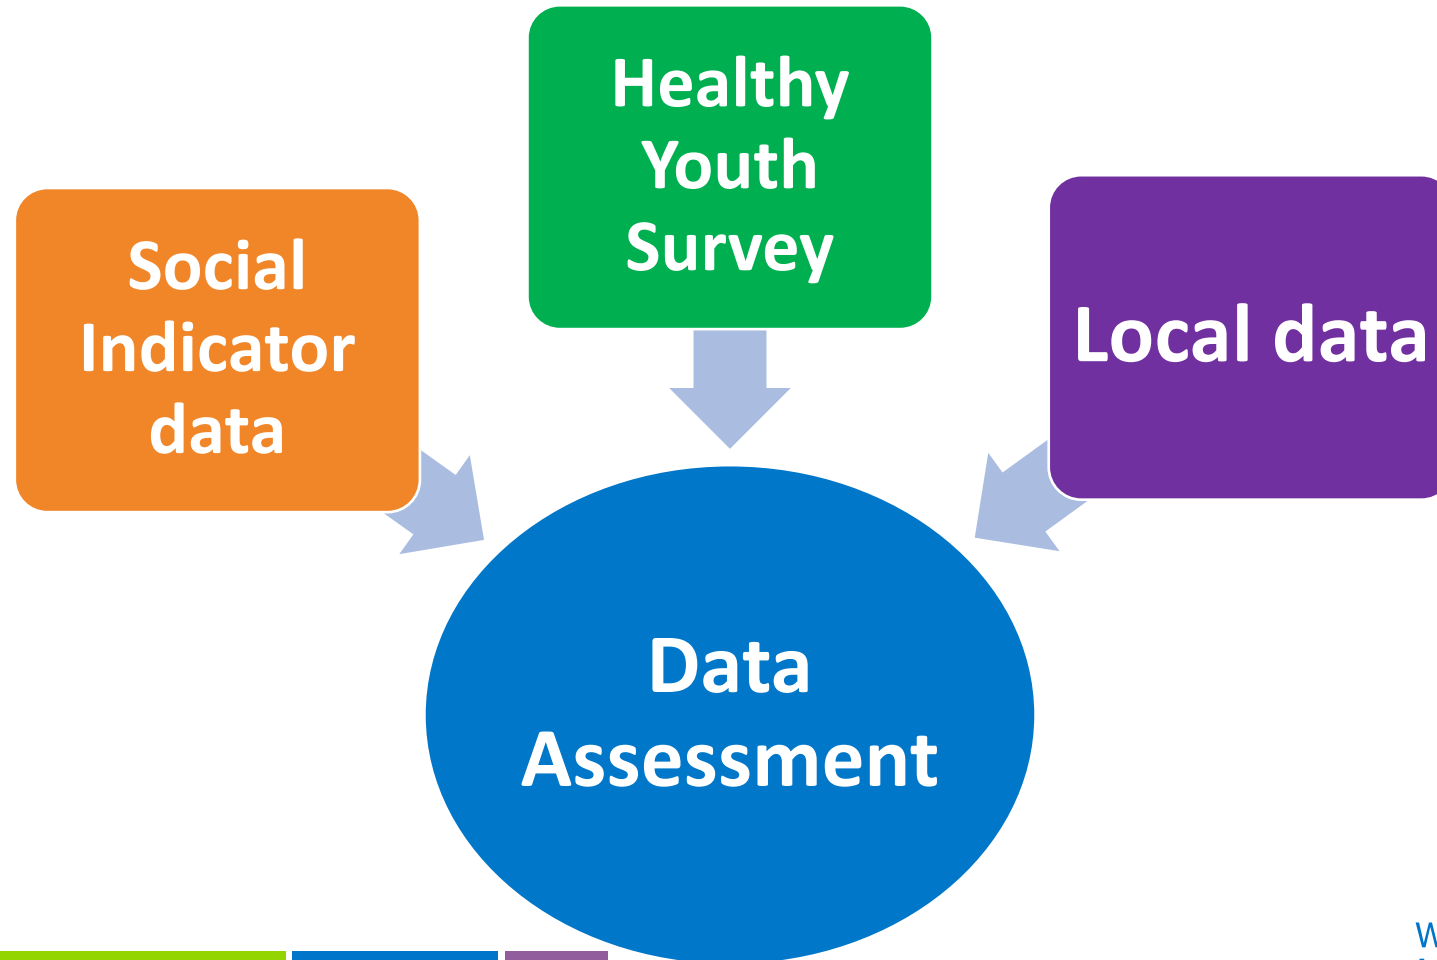 Healthy
Youth
Survey
Social
Indicator
data
Local data
Data
Assessment